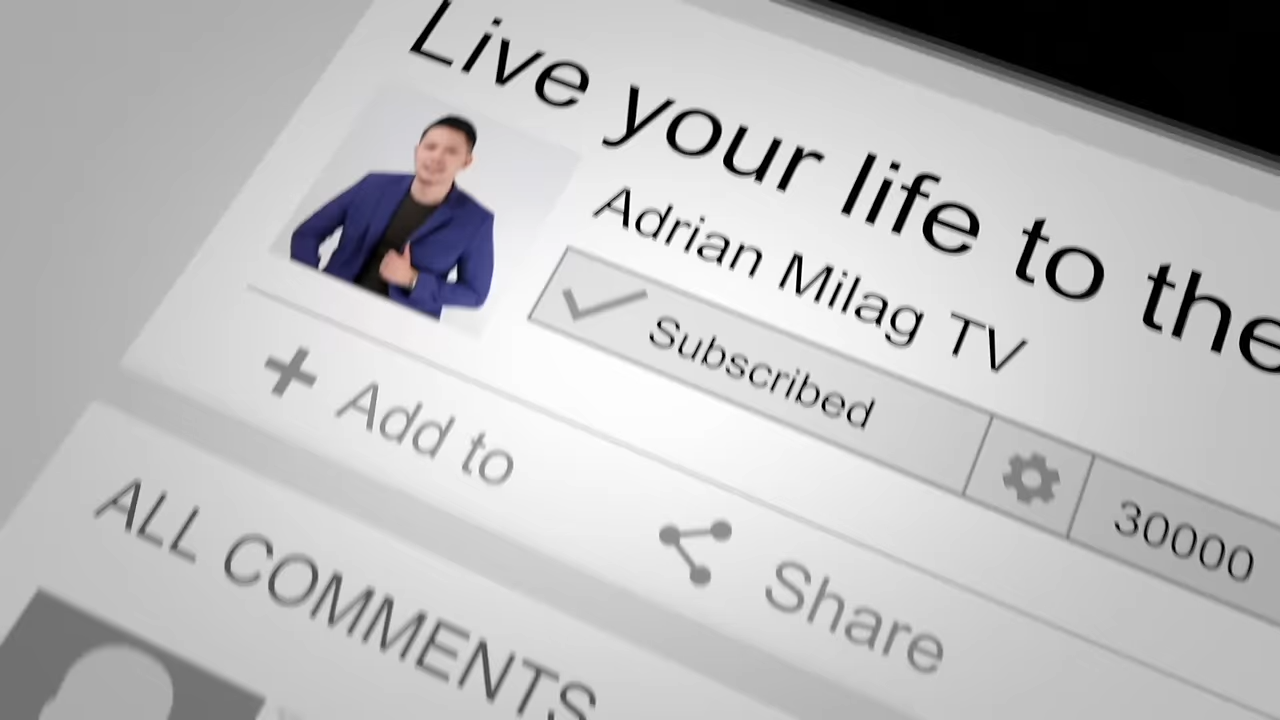 Live your life to the
Adrian Milag TV
Subscribed
30000
Add to
Share
ALL COMMENTS